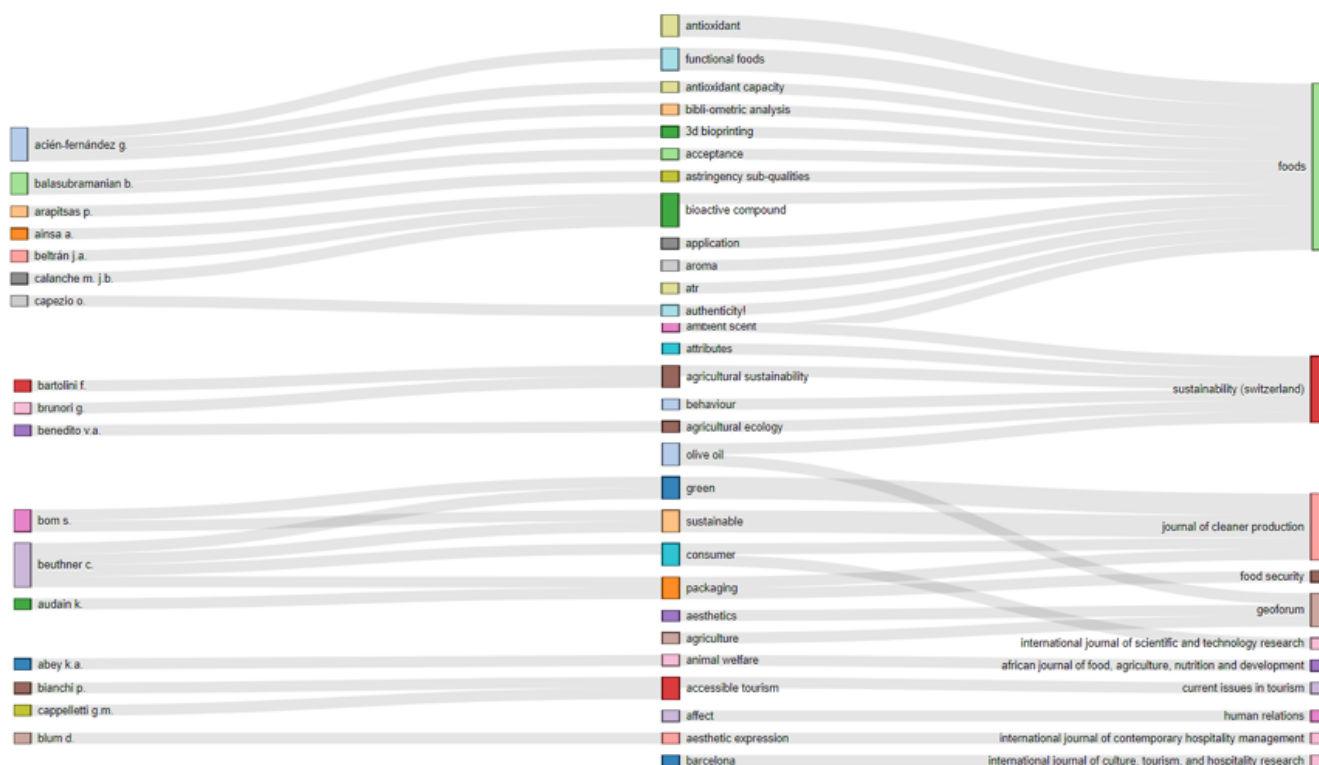 acién-fernández g.
balasubramanian b.
arapitsas p.
ainsa a.
beltrán j.a.
calanche m. j.b.
capezio o.
bartolini f.
brunori g.
benedito v.a.
bom s.
beuthner c.
audain k.
abey k.a.
bianchi p.
cappelletti g.m.
blum d.
antioxidant
functional foods
antioxidant capacity
bibli-ometric analysis
3d bioprinting
acceptance
astringency sub-qualities
bioactive compound
application
aroma
atr
authenticity!
ambient scent
attributes
agricultural sustainability
behaviour
agricultural ecology
olive oil
green
sustainable
consumer
packaging
aesthetics
agriculture
animal welfare
accessible tourism
affect
aesthetic expression
barcelona
foods
sustainability (switzerland)
journal of cleaner production
food security
geoforum
international journal of scientific and technology research
african journal of food, agriculture, nutrition and development
current issues in tourism
human relations
international journal of contemporary hospitality management
international journal of culture, tourism, and hospitality research